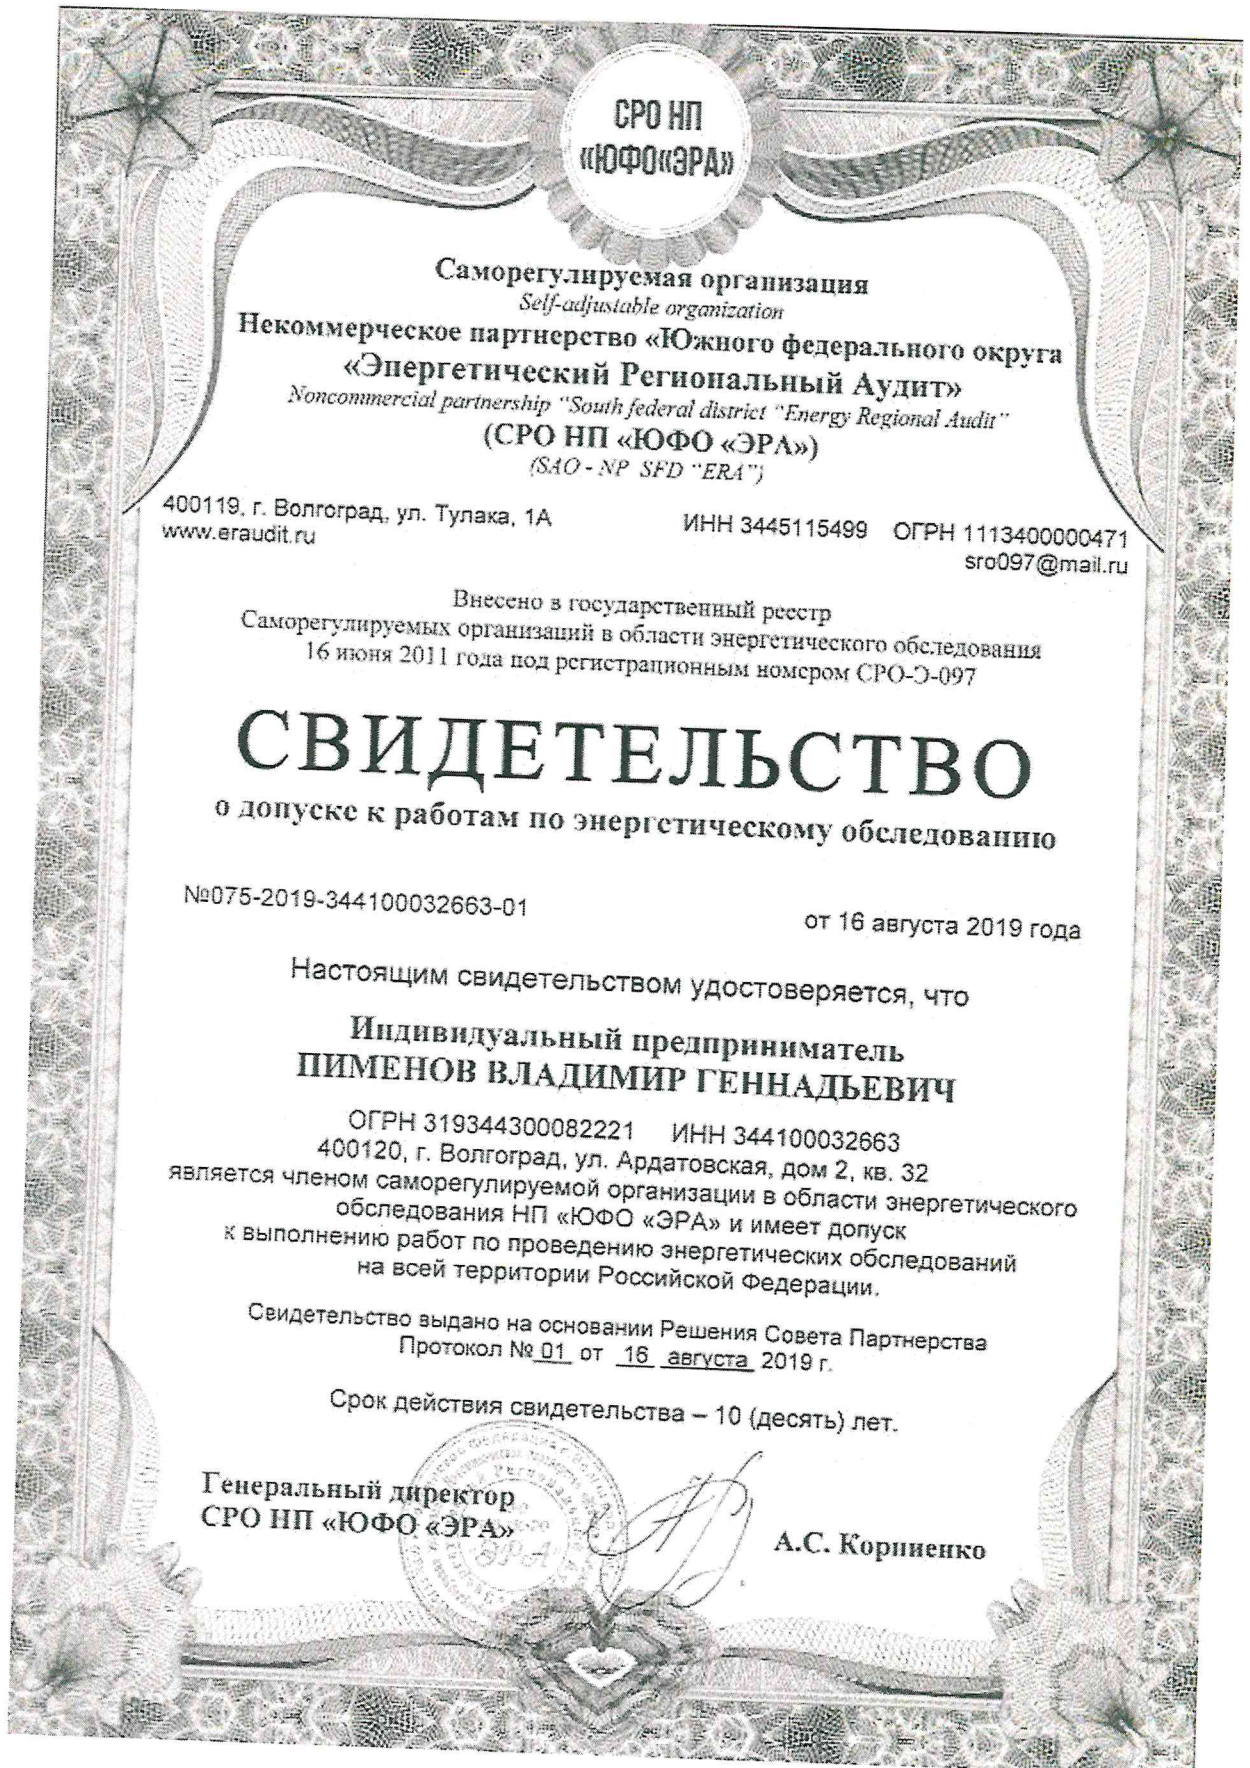 СРО НП
«ЮФО«ЭРА»
Саморегулируемая организация
Self-adjustable organization
Некоммерческое партнерство «Южного федерального округа
«Энергетический Региональный Аудит»
Noncommercial partnership "South federal district "Energy Regional Audit"
(СРО НП «ЮФО «ЭРА»)
(SAO - NP SFD "ERA")
400119, г. Волгоград, ул. Тулака, 1А
ИНН 3445115499 ОГРН 1113400000471
www.eraudit.ru
sro097@mail.ru
Внесено в государственный реестр
Саморегулируемых организаций в области энергетического обследования
16 июня 2011 года под регистрационным номером СРО-Э-097
СВИДЕТЕЛЬСТВО
о допуске к работам по энергетическому обследованию
№075-2019-344100032663-01
от 16 августа 2019 года
Настоящим свидетельством удостоверяется, что
Индивидуальный предприниматель
ПИМЕНОВ ВЛАДИМИР ГЕННАДЬЕВИЧ
ОГРН 319344300082221 ИНН 344100032663
400120, г. Волгоград, ул. Ардатовская, дом 2, кв. 32
является членом саморегулируемой организации в области энергетического
обследования НП «ЮФО «ЭРА» и имеет допуск
к выполнению работ по проведению энергетических обследований
на всей территории Российской Федерации.
Свидетельство выдано на основании Решения Совета Партнерства
Протокол № 01 от 16 августа 2019 г.
Срок действия свидетельства – 10 (десять) лет.
Генеральный директор
СРО НП «ЮФО «ЭРА»
А.С. Корниенко